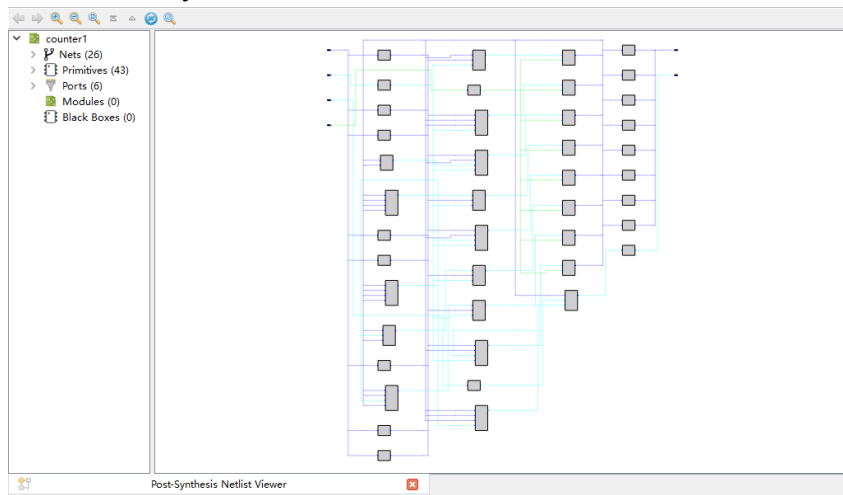 counter1
Nets (26)
Primitives (43)
Ports (6)
Modules (0)
Black Boxes (0)
Post-Synthesis Netlist Viewer